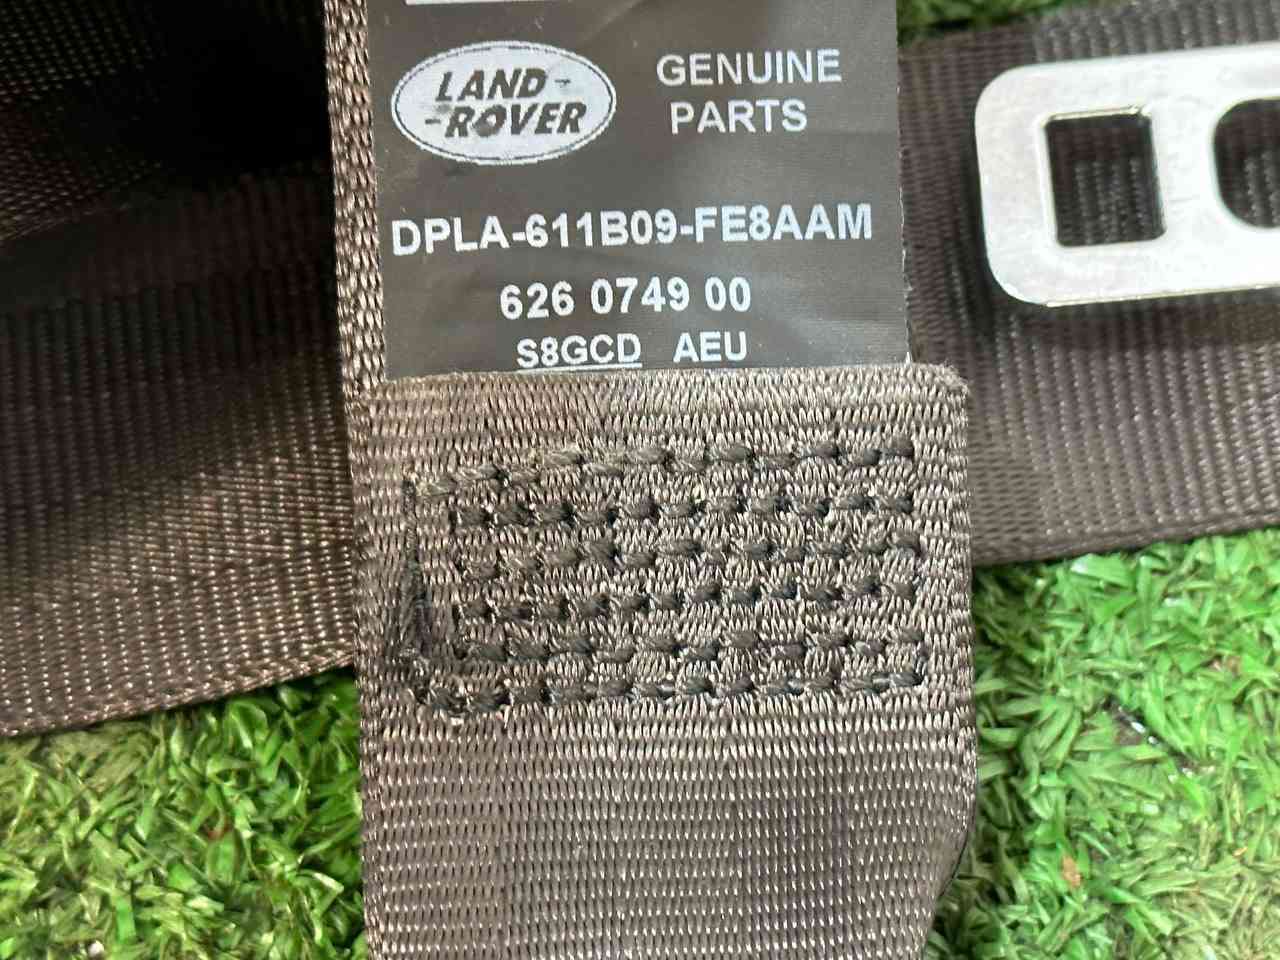 LAND-
-ROVER
GENUINE
PARTS
DPLA-611B09-FE8AAM
626 0749 00
S8GCD AEU